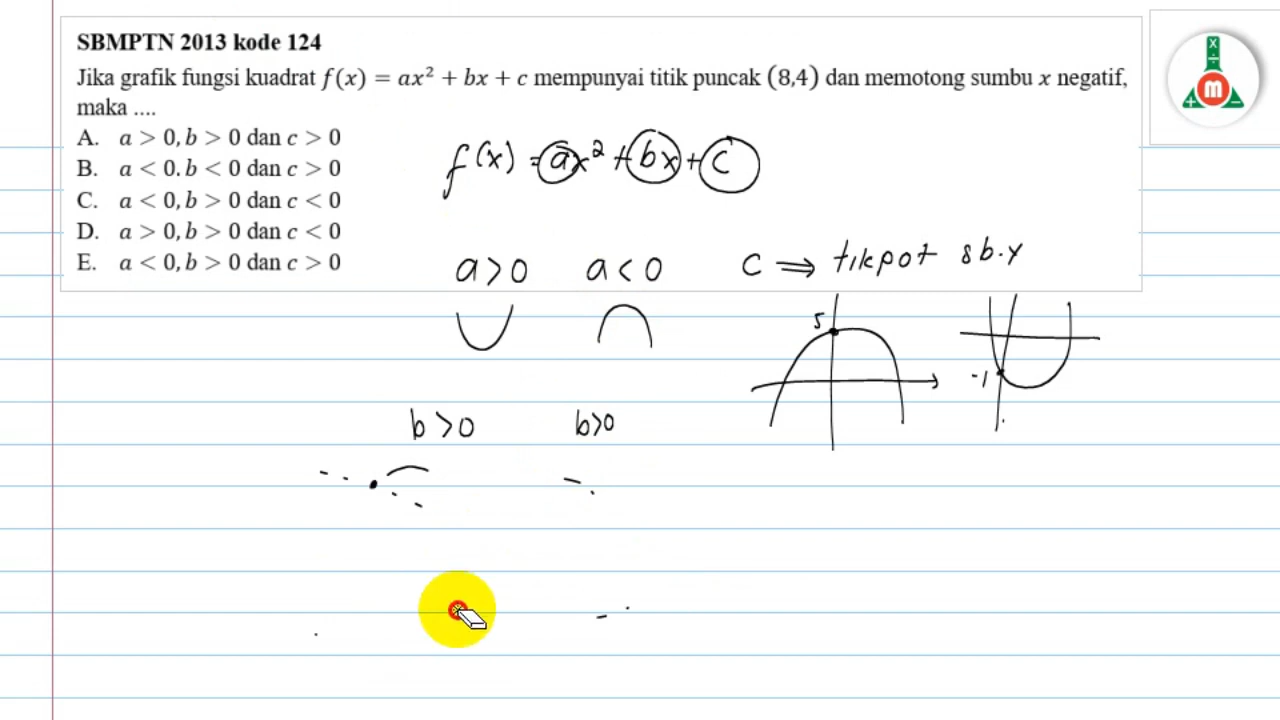 SBMPTN 2013 kode 124
Jika grafik fungsi kuadrat f(x) = ax² + bx + c mempunyai titik puncak (8,4) dan memotong sumbu x negatif,
maka ....
A. a > 0, b > 0 dan c > 0
B. a < 0. b < 0 dan c > 0
C. a < 0, b > 0 dan c < 0
D. a > 0, b > 0 dan c < 0
E. a < 0, b > 0 dan c > 0
f(x) = ax² + bx + c
a > 0 a < 0 c ⇒ tikpot sb.y
5
-1
b > 0 b > 0
x
÷
m
+ −